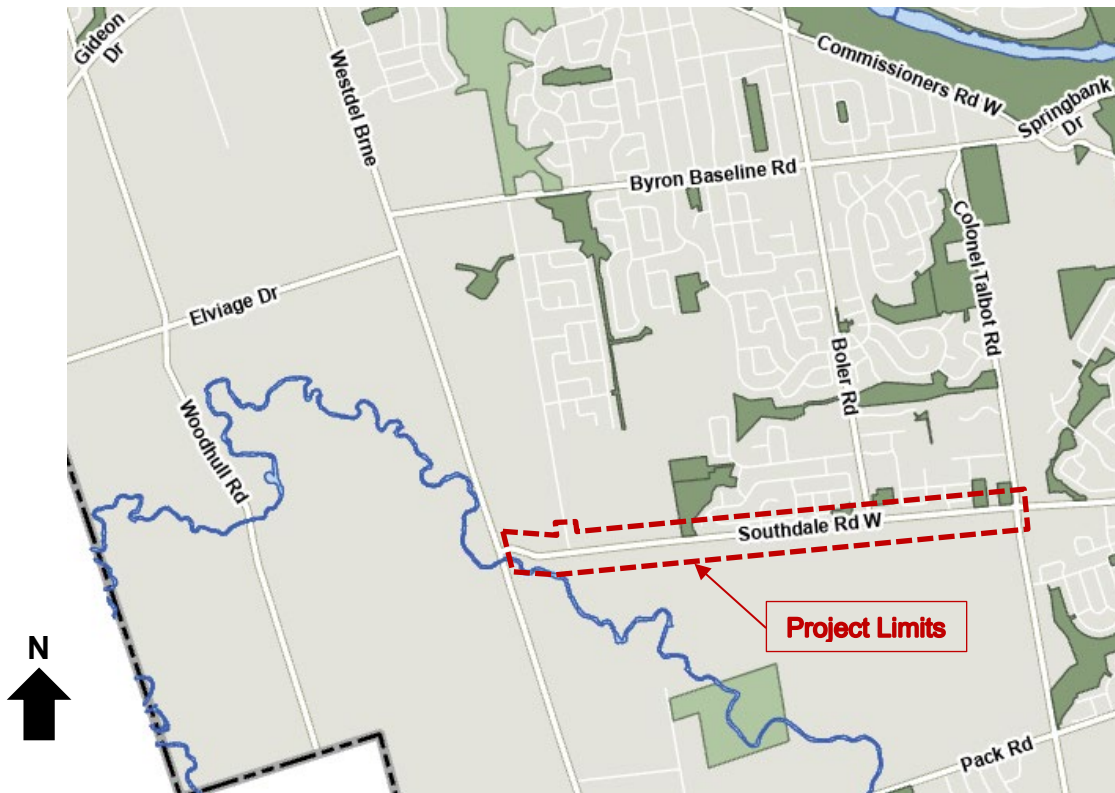 Gideon
Dr
Westdel Brne
Commissioners Rd W
Springbank
Dr
Byron Baseline Rd
Colonel Talbot Rd
Elviage Dr
Boler Rd
Woodhull Rd
Southdale Rd W
Project Limits
N
Pack Rd